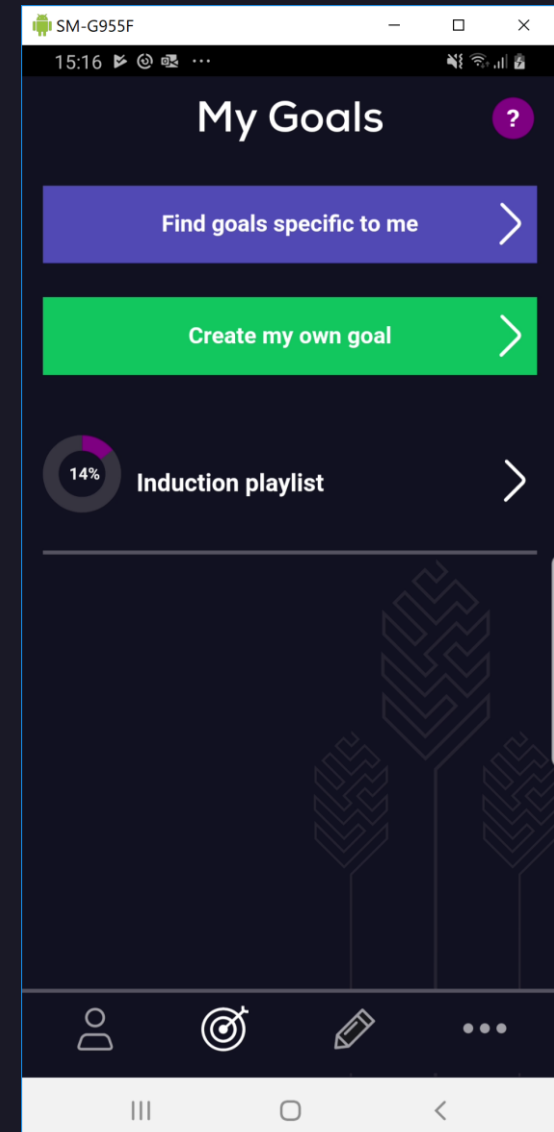 SM-G955F
15:16
My Goals
?
Find goals specific to me
Create my own goal
14%
Induction playlist